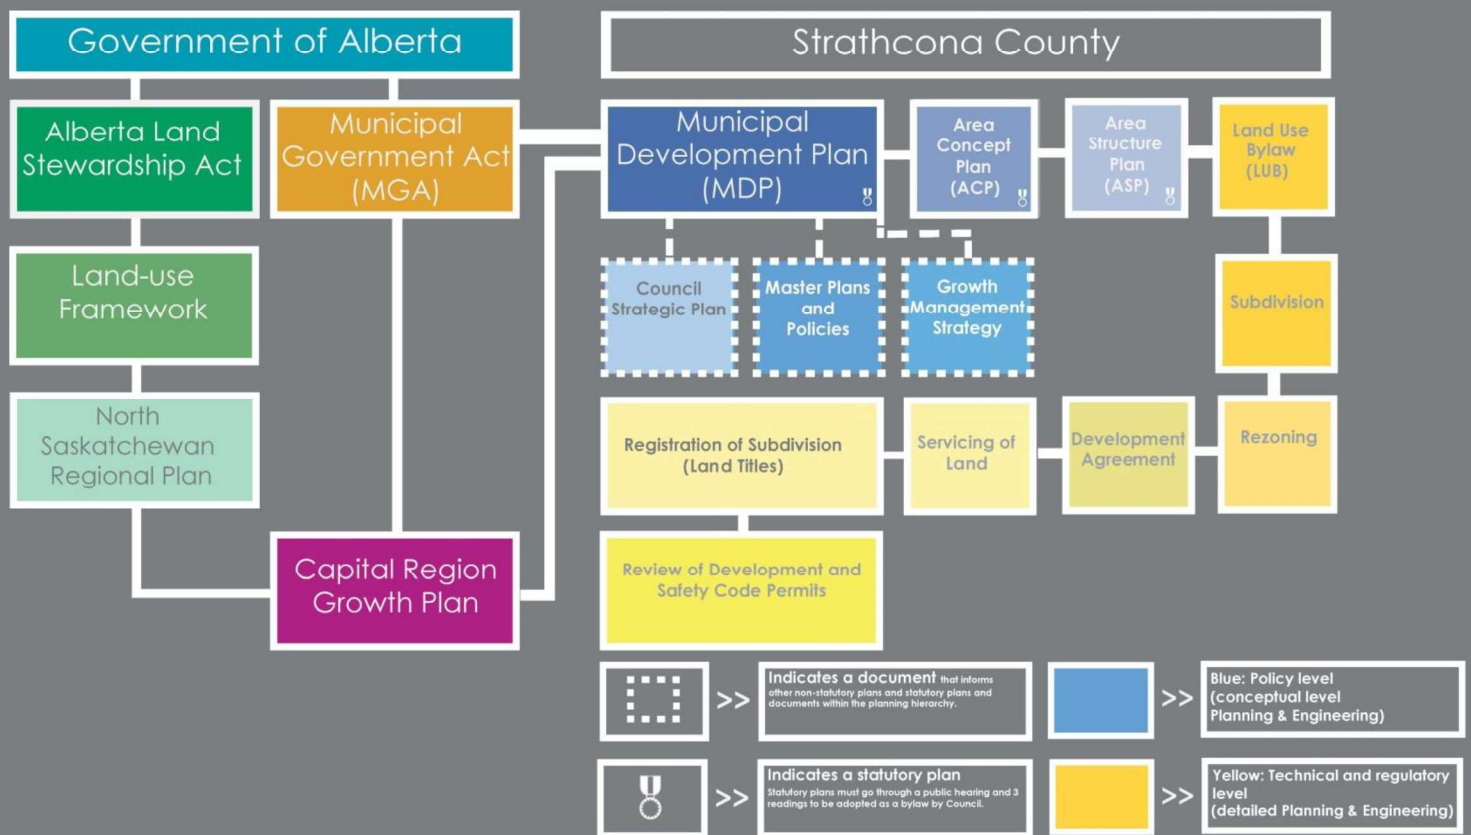 Government of Alberta
Strathcona County
Alberta Land
Stewardship Act
Municipal
Government Act
(MGA)
Municipal
Development Plan
(MDP)
Area
Concept
Plan
(ACP)
Area
Structure
Plan
(ASP)
Land Use
Bylaw
(LUB)
Land-use
Framework
Council
Strategic Plan
Master Plans
and
Policies
Growth
Management
Strategy
Subdivision
North
Saskatchewan
Regional Plan
Registration of Subdivision
(Land Titles)
Servicing of
Land
Development
Agreement
Rezoning
Capital Region
Growth Plan
Review of Development and
Safety Code Permits
>>
Indicates a document that informs
other non-statutory plans and statutory plans and
documents within the planning hierarchy.
>>
Blue: Policy level
(conceptual level
Planning & Engineering)
>>
Indicates a statutory plan
Statutory plans must go through a public hearing and 3
readings to be adopted as a bylaw by Council.
>>
Yellow: Technical and regulatory
level
(detailed Planning & Engineering)